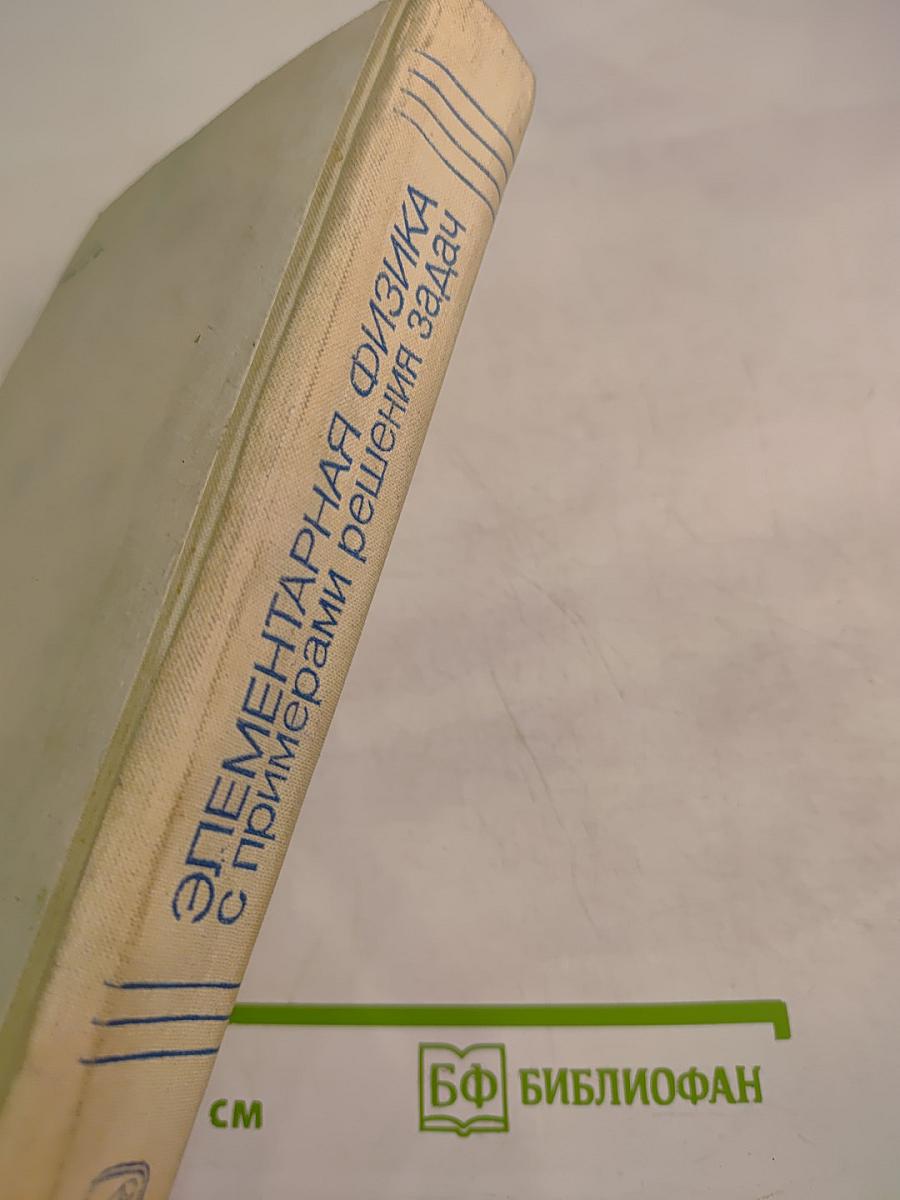 ЭЛЕМЕНТАРНАЯ ФИЗИКА
с примерами решения задач
см
БФ БИБЛИОФАН